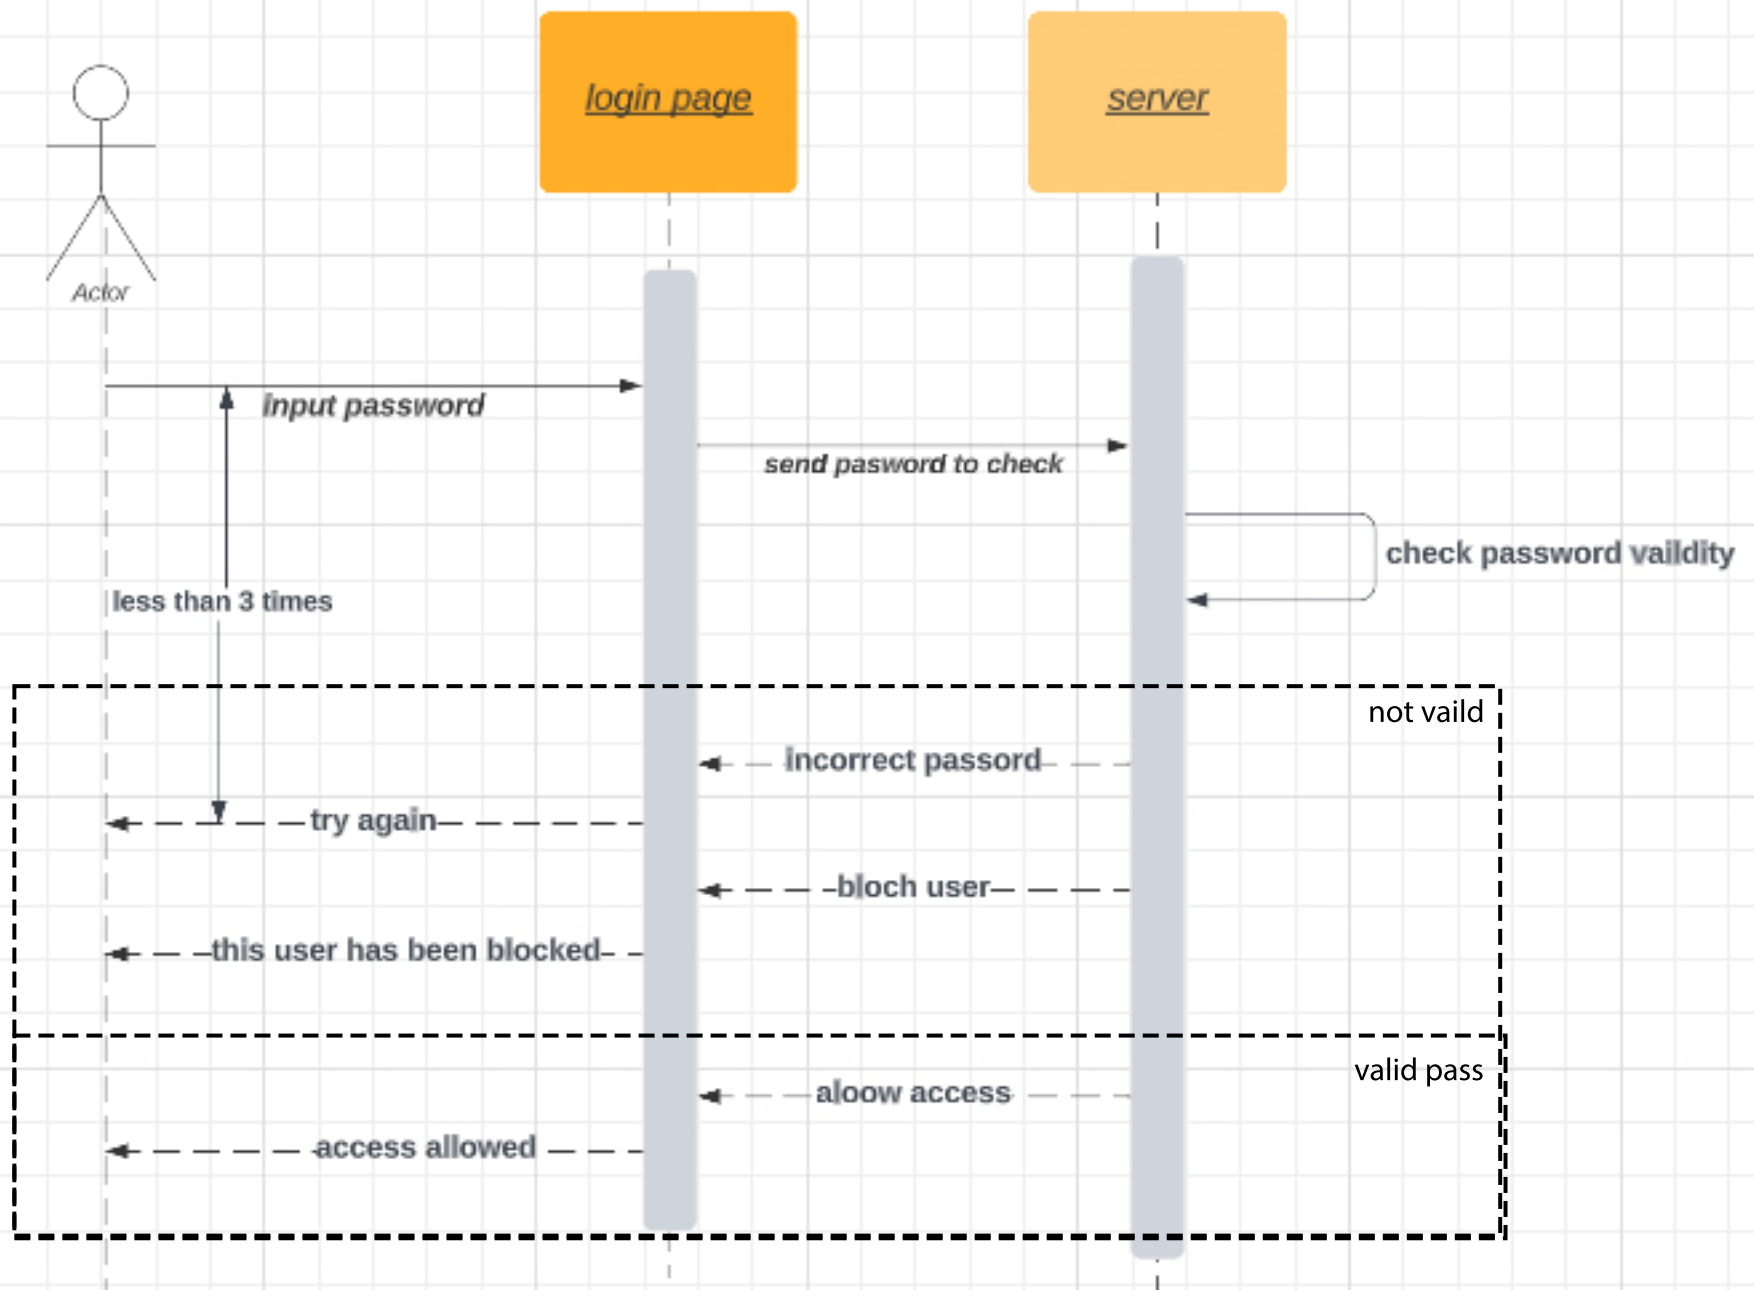 login page
server
Actor
input password
send pasword to check
check password vaildity
less than 3 times
not vaild
incorrect passord
try again
bloch user
this user has been blocked
valid pass
aloow access
access allowed